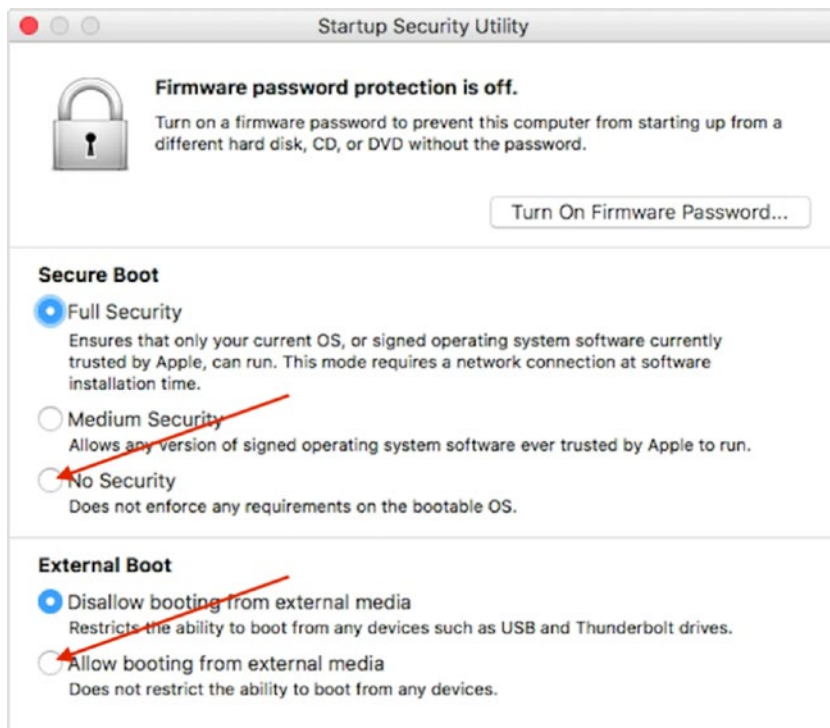 Startup Security Utility
Firmware password protection is off.
Turn on a firmware password to prevent this computer from starting up from a
different hard disk, CD, or DVD without the password.
Turn On Firmware Password...
Secure Boot
Full Security
Ensures that only your current OS, or signed operating system software currently
trusted by Apple, can run. This mode requires a network connection at software
installation time.
Medium Security
Allows any version of signed operating system software ever trusted by Apple to run.
No Security
Does not enforce any requirements on the bootable OS.
External Boot
Disallow booting from external media
Restricts the ability to boot from any devices such as USB and Thunderbolt drives.
Allow booting from external media
Does not restrict the ability to boot from any devices.